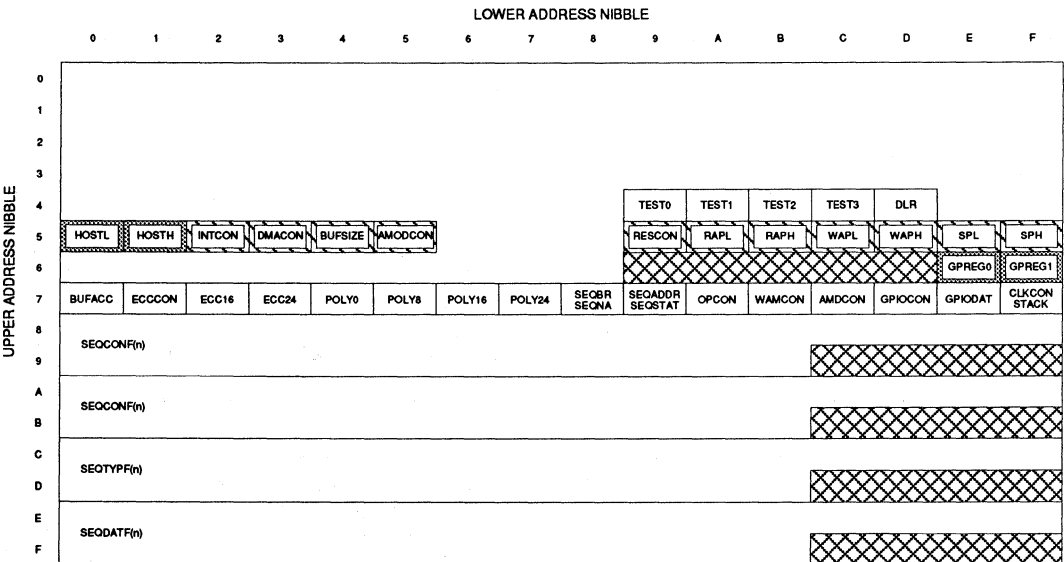 LOWER ADDRESS NIBBLE
0 1 2 3 4 5 6 7 8 9 A B C D E F
UPPER ADDRESS NIBBLE
0
1
2
3
4 TEST0 TEST1 TEST2 TEST3 DLR
5 HOSTL HOSTH INTCON DMACON BUFSIZE AMODCON RESCON RAPL RAPH WAPL WAPH SPL SPH
6 GPREG0 GPREG1
7 BUFACC ECCCON ECC16 ECC24 POLY0 POLY8 POLY16 POLY24 SEQBR SEQNA SEQADDR SEQSTAT OPCON WAMCON AMDCON GPIOCON GPIODAT CLKCON STACK
8
SEQCONF(n)
9
A
SEQCONF(n)
B
C
SEQTYPF(n)
D
E
SEQDATF(n)
F